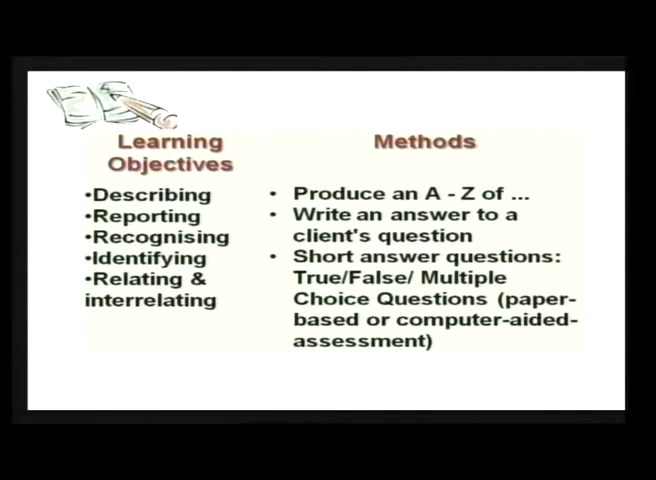 Learning
Objectives
Methods
•Describing
•Reporting
•Recognising
•Identifying
•Relating &
interrelating
• Produce an A - Z of ...
• Write an answer to a
client's question
• Short answer questions:
True/False/ Multiple
Choice Questions (paper-
based or computer-aided-
assessment)